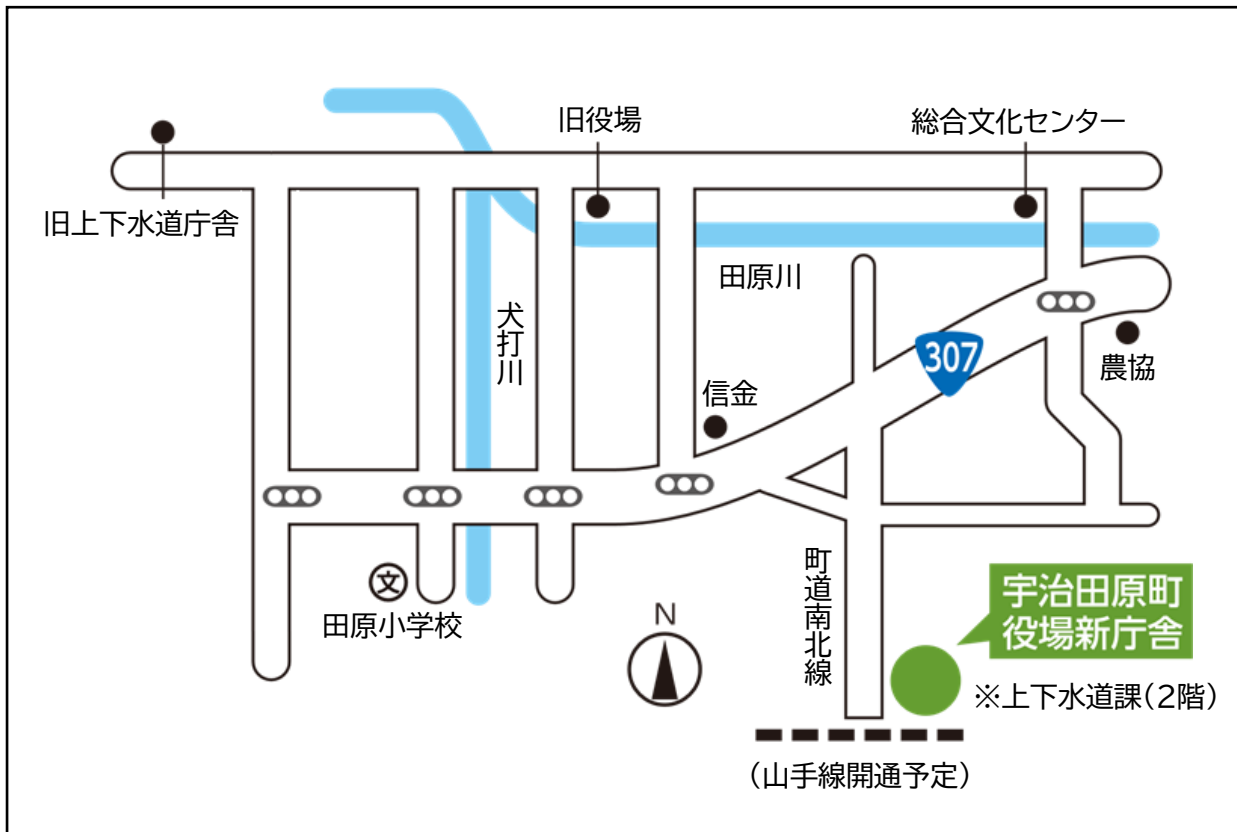 旧役場
総合文化センター
旧上下水道庁舎
田原川
犬打川
307
農協
信金
文
田原小学校
N
町道南北線
宇治田原町
役場新庁舎
※上下水道課(2階)
(山手線開通予定)